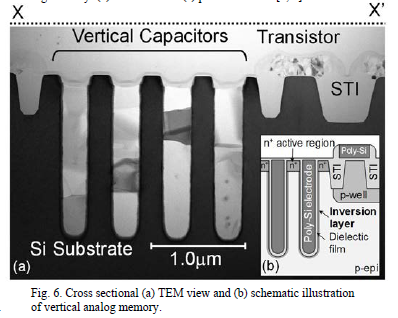 X X'
Vertical Capacitors Transistor
STI
n⁺ active region
Poly-Si
n⁺ n⁺
STI STI
p-well
Poly-Si electrode
Inversion
layer
Dielectric
film
Si Substrate
1.0μm
(a) (b) p-epi
Fig. 6. Cross sectional (a) TEM view and (b) schematic illustration
of vertical analog memory.